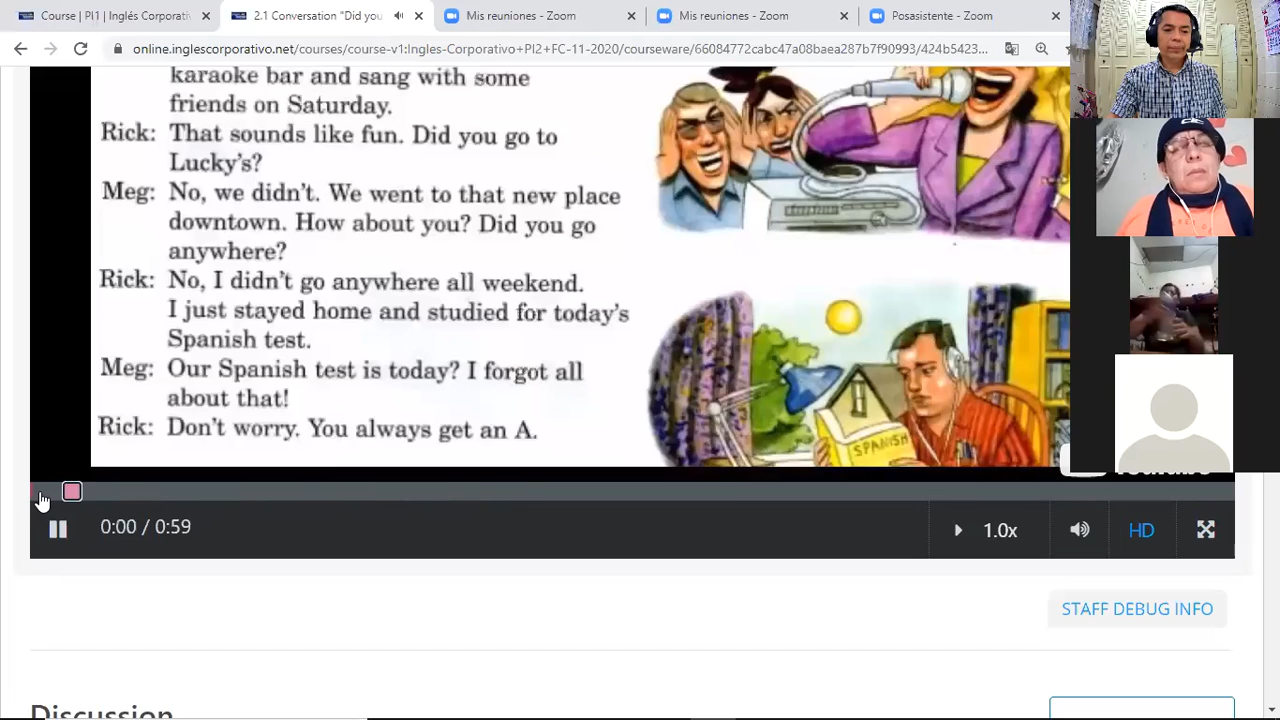 Course | PI1 | Inglés Corporati
2.1 Conversation "Did you
Mis reuniones - Zoom
Mis reuniones - Zoom
Posasistente - Zoom
online.inglescorporativo.net/courses/course-v1:Ingles-Corporativo+PI2+FC-11-2020/courseware/66084772cabc47a08baea287b7f90999/424b5423...
karaoke bar and sang with some
friends on Saturday.
Rick: That sounds like fun. Did you go to
Lucky's?
Meg: No, we didn't. We went to that new place
downtown. How about you? Did you go
anywhere?
Rick: No, I didn't go anywhere all weekend.
I just stayed home and studied for today's
Spanish test.
Meg: Our Spanish test is today? I forgot all
about that!
Rick: Don't worry. You always get an A.
SPANISH
0:00 / 0:59
1.0x
HD
STAFF DEBUG INFO
Discussion